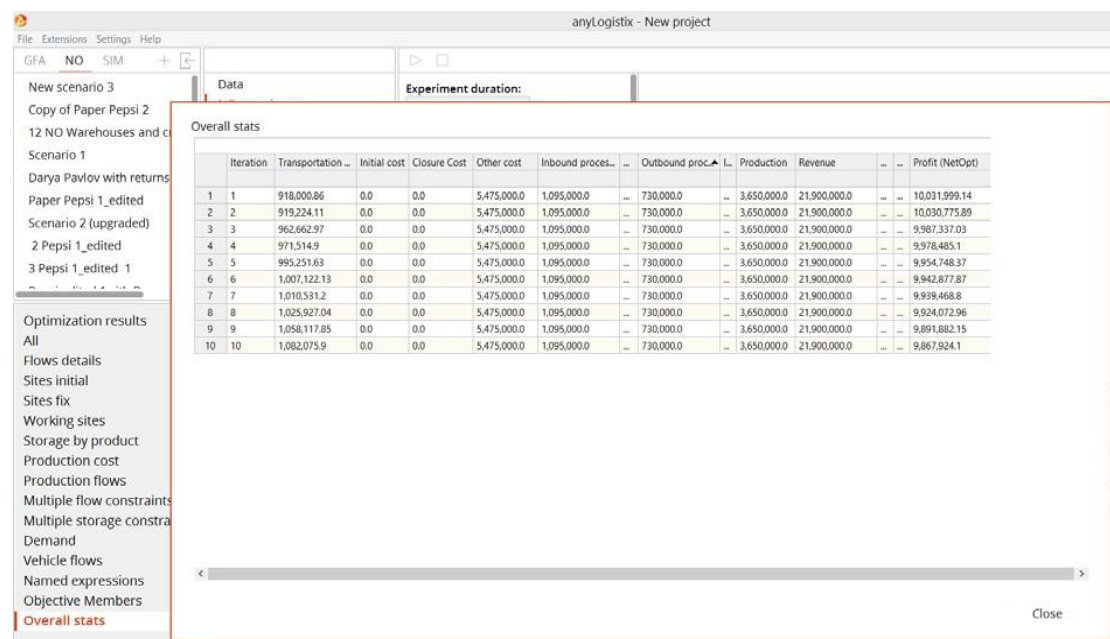 anyLogistix - New project
File Extensions Settings Help
GFA NO SIM
New scenario 3
Copy of Paper Pepsi 2
12 NO Warehouses and
Scenario 1
Darya Pavlov with returns
Paper Pepsi 1_edited
Scenario 2 (upgraded)
2 Pepsi 1_edited
3 Pepsi 1_edited 1
Data
Experiment duration:
Optimization results
All
Flows details
Sites initial
Sites fix
Working sites
Storage by product
Production cost
Production flows
Multiple flow constraints
Multiple storage constra
Demand
Vehicle flows
Named expressions
Objective Members
Overall stats
Overall stats
Iteration Transportation ... Initial cost Closure Cost Other cost Inbound proces... ... Outbound proc... I... Production Revenue ... ... Profit (NetOpt)
1 1 918,000.86 0.0 0.0 5,475,000.0 1,095,000.0 ... 730,000.0 ... 3,650,000.0 21,900,000.0 ... ... 10,031,999.14
2 2 919,224.11 0.0 0.0 5,475,000.0 1,095,000.0 ... 730,000.0 ... 3,650,000.0 21,900,000.0 ... ... 10,030,775.89
3 3 962,662.97 0.0 0.0 5,475,000.0 1,095,000.0 ... 730,000.0 ... 3,650,000.0 21,900,000.0 ... ... 9,987,337.03
4 4 971,514.9 0.0 0.0 5,475,000.0 1,095,000.0 ... 730,000.0 ... 3,650,000.0 21,900,000.0 ... ... 9,978,485.1
5 5 995,251.63 0.0 0.0 5,475,000.0 1,095,000.0 ... 730,000.0 ... 3,650,000.0 21,900,000.0 ... ... 9,954,748.37
6 6 1,007,122.13 0.0 0.0 5,475,000.0 1,095,000.0 ... 730,000.0 ... 3,650,000.0 21,900,000.0 ... ... 9,942,877.87
7 7 1,010,531.2 0.0 0.0 5,475,000.0 1,095,000.0 ... 730,000.0 ... 3,650,000.0 21,900,000.0 ... ... 9,939,468.8
8 8 1,025,927.04 0.0 0.0 5,475,000.0 1,095,000.0 ... 730,000.0 ... 3,650,000.0 21,900,000.0 ... ... 9,924,072.96
9 9 1,058,117.85 0.0 0.0 5,475,000.0 1,095,000.0 ... 730,000.0 ... 3,650,000.0 21,900,000.0 ... ... 9,891,882.15
10 10 1,082,075.9 0.0 0.0 5,475,000.0 1,095,000.0 ... 730,000.0 ... 3,650,000.0 21,900,000.0 ... ... 9,867,924.1
Close